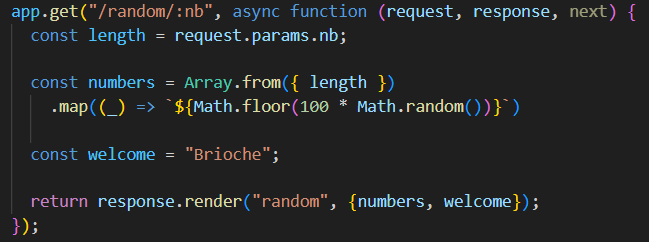 app.get("/random/:nb", async function (request, response, next) {
  const length = request.params.nb;
  const numbers = Array.from({ length })
    .map((_) => `${Math.floor(100 * Math.random())}`)
  const welcome = "Brioche";
  return response.render("random", {numbers, welcome});
});